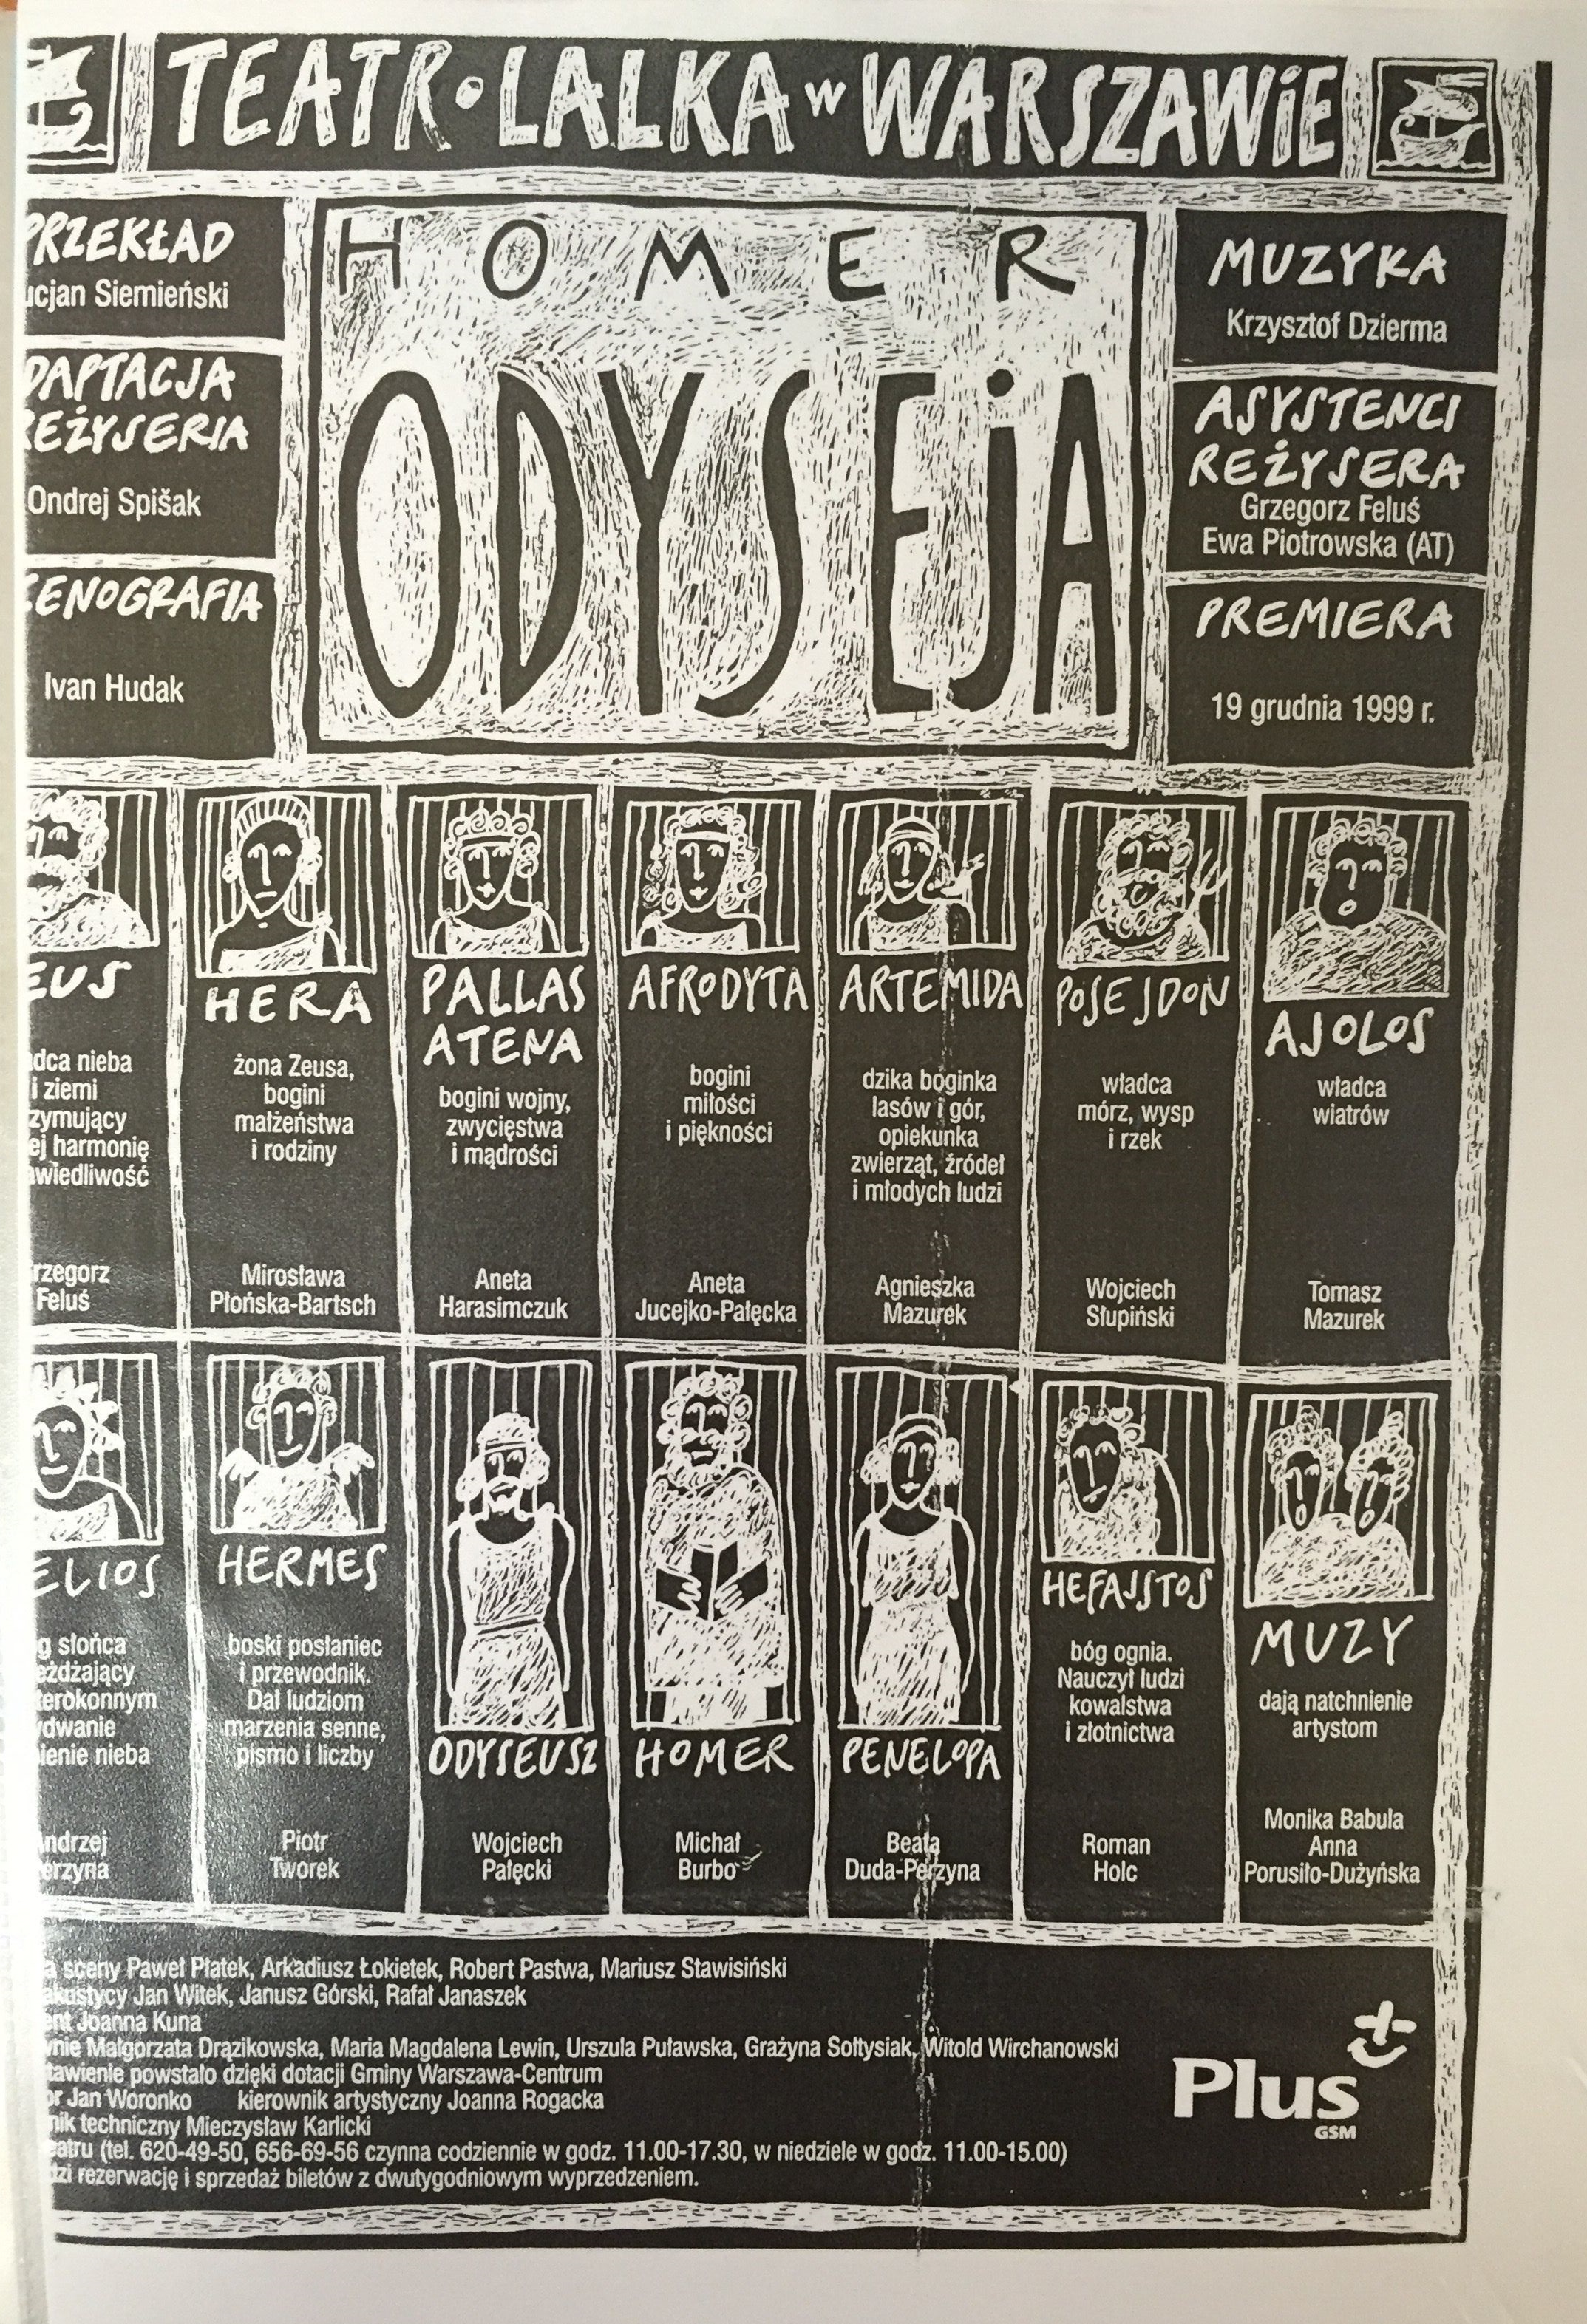 TEATR · LALKA w WARSZAWiE
PRZEKŁAD
ucjan Siemieński
DAPTACJA
REŻYSERIA
Ondrej Spišak
CENOGRAFIA
Ivan Hudak
HOMER
ODYSEjA
MUZYKA
Krzysztof Dzierma
ASYSTENCI
REŻYSERA
Grzegorz Feluś
Ewa Piotrowska (AT)
PREMIERA
19 grudnia 1999 r.
EUS
dca nieba
i ziemi
zymujący
ej harmonię
awiedliwość
rzegorz
Feluś
HERA
żona Zeusa,
bogini
małżeństwa
i rodziny
Mirosława
Płońska-Bartsch
PALLAS
ATENA
bogini wojny,
zwycięstwa
i mądrości
Aneta
Harasimczuk
AFRODYTA
bogini
miłości
i piękności
Aneta
Jucejko-Pałęcka
ARTEMIDA
dzika boginka
lasów i gór,
opiekunka
zwierząt, źródeł
i młodych ludzi
Agnieszka
Mazurek
POSEJDON
władca
mórz, wysp
i rzek
Wojciech
Słupiński
AJOLOS
władca
wiatrów
Tomasz
Mazurek
ELIOS
g słońca
eżdżający
terokonnym
ydwanie
ienie nieba
ndrzej
erzyna
HERMES
boski posłaniec
i przewodnik.
Dał ludziom
marzenia senne,
pismo i liczby
Piotr
Tworek
ODYSEUSZ
Wojciech
Pałęcki
HOMER
Michał
Burbo
PENELOPA
Beata
Duda-Perzyna
HEFAJSTOS
bóg ognia.
Nauczył ludzi
kowalstwa
i złotnictwa
Roman
Holc
MUZY
dają natchnienie
artystom
Monika Babula
Anna
Porusiło-Dużyńska
a sceny Paweł Płatek, Arkadiusz Łokietek, Robert Pastwa, Mariusz Stawisiński
akustycy Jan Witek, Janusz Górski, Rafał Janaszek
ent Joanna Kuna
wnie Małgorzata Drązikowska, Maria Magdalena Lewin, Urszula Puławska, Grażyna Sołtysiak, Witold Wirchanowski
tawienie powstało dzięki dotacji Gminy Warszawa-Centrum
or Jan Woronko kierownik artystyczny Joanna Rogacka
nik techniczny Mieczysław Karlicki
eatru (tel. 620-49-50, 656-69-56 czynna codziennie w godz. 11.00-17.30, w niedziele w godz. 11.00-15.00)
dzi rezerwację i sprzedaż biletów z dwutygodniowym wyprzedzeniem.
Plus
GSM